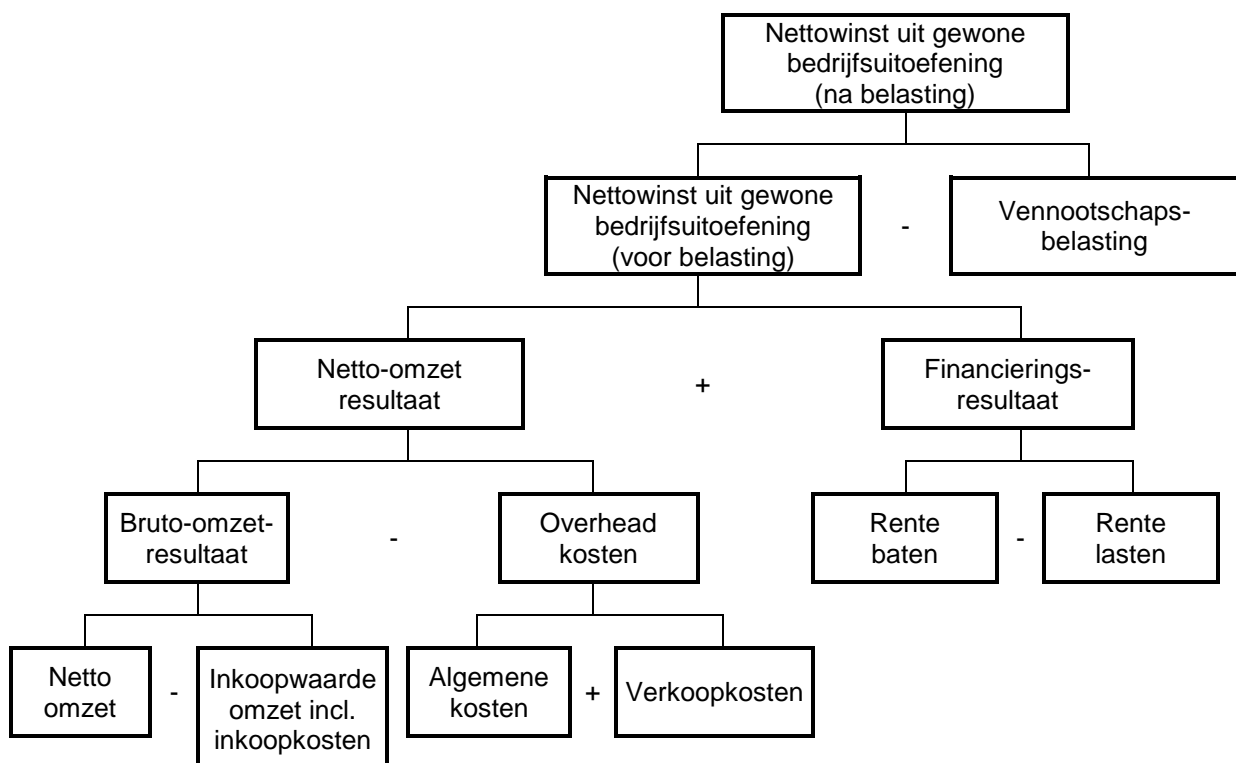 Nettowinst uit gewone
bedrijfsuitoefening
(na belasting)
Nettowinst uit gewone
bedrijfsuitoefening
(voor belasting)
-
Vennootschaps-
belasting
Netto-omzet
resultaat
+
Financierings-
resultaat
Bruto-omzet-
resultaat
-
Overhead
kosten
Rente
baten
-
Rente
lasten
Netto
omzet
-
Inkoopwaarde
omzet incl.
inkoopkosten
Algemene
kosten
+
Verkoopkosten